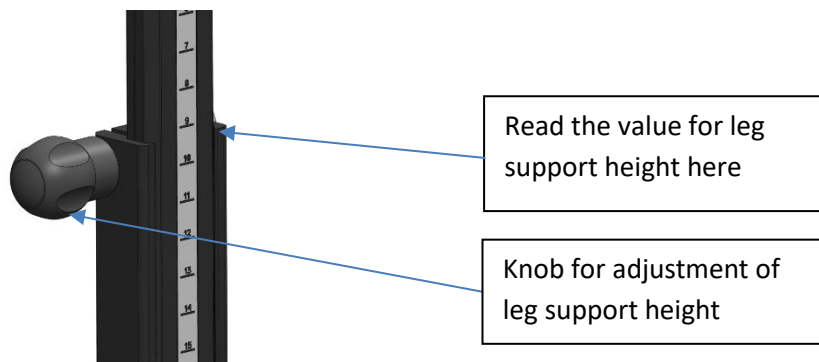 7
8
9
10
11
12
13
14
15
Read the value for leg
support height here
Knob for adjustment of
leg support height